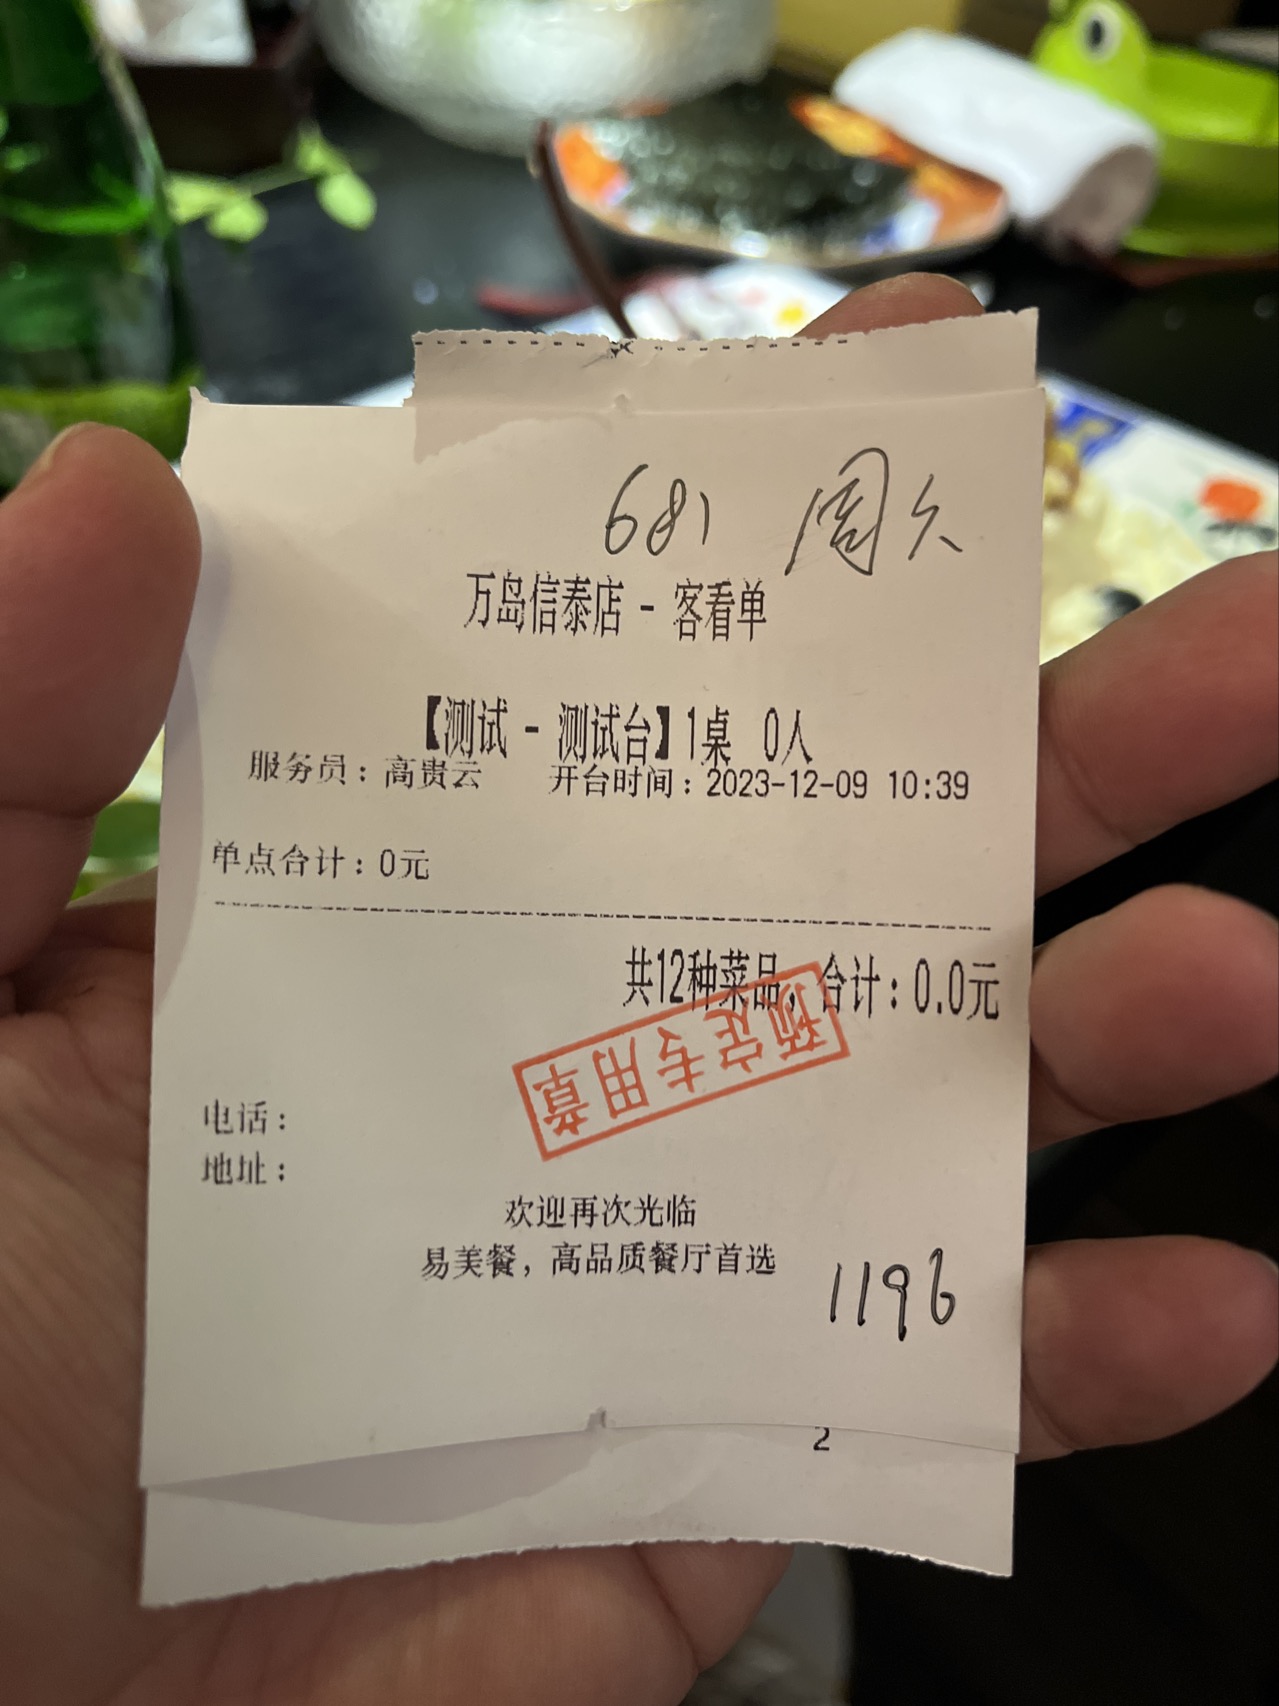 681 周久
万岛信泰店 - 客看单
【测试 - 测试台】1桌 0人
服务员：高贵云 开台时间：2023-12-09 10:39
单点合计：0元
共12种菜品，合计：0.0元
预定专用章
电话：
地址：
欢迎再次光临
易美餐，高品质餐厅首选
1196
2